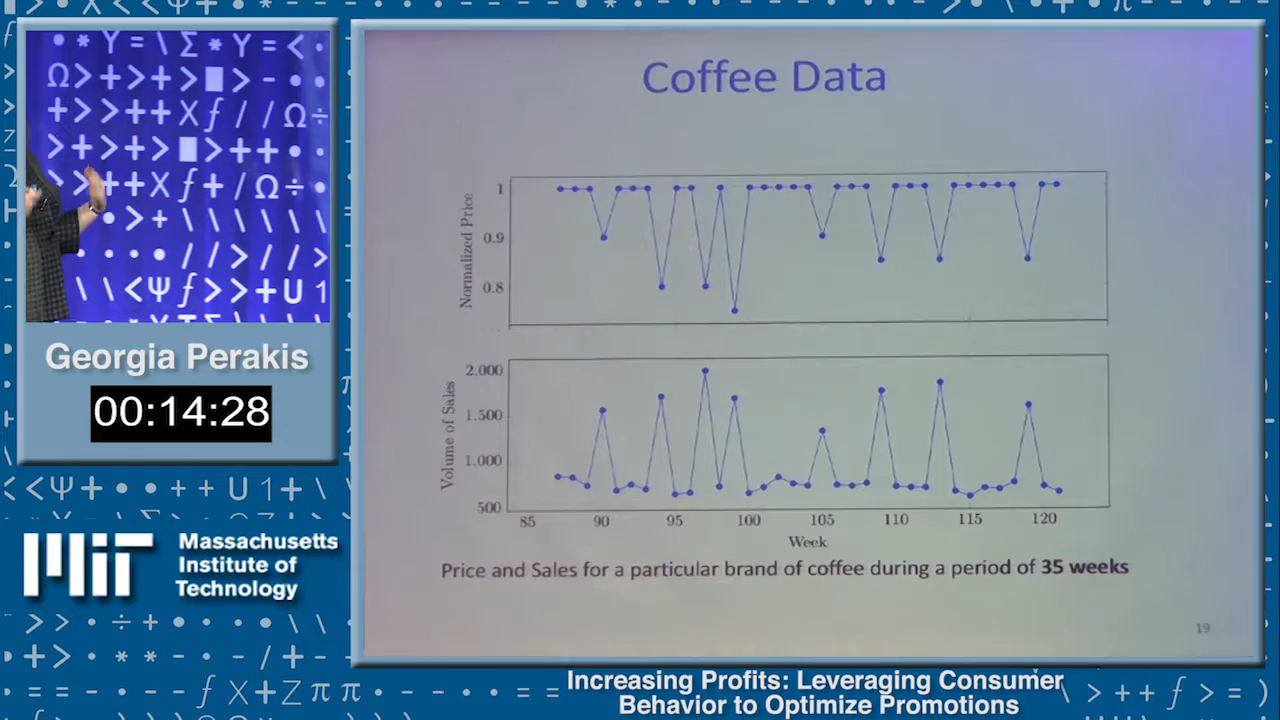 Coffee Data
Normalized Price
1
0.9
0.8
Volume of Sales
2,000
1,500
1,000
500
85 90 95 100 105 110 115 120
Week
Price and Sales for a particular brand of coffee during a period of 35 weeks
19
Georgia Perakis
00:14:28
MIT
Massachusetts
Institute of
Technology
Increasing Profits: Leveraging Consumer
Behavior to Optimize Promotions